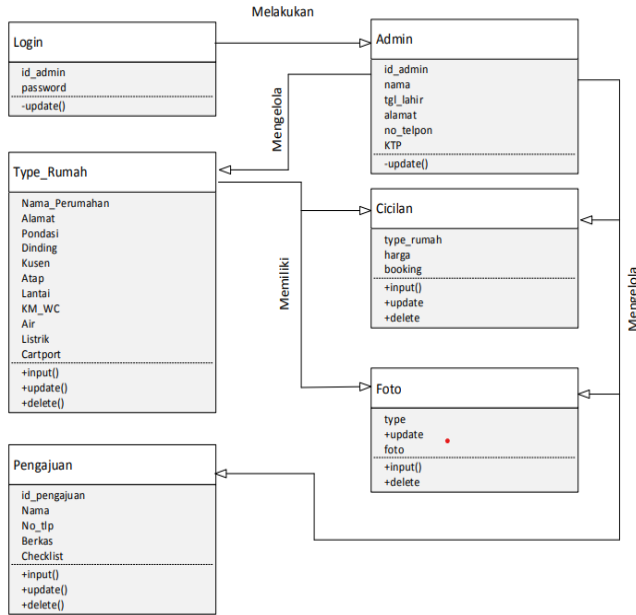 Melakukan
Login
id_admin
password
-update()
Admin
id_admin
nama
tgl_lahir
alamat
no_telpon
KTP
-update()
Mengelola
Type_Rumah
Nama_Perumahan
Alamat
Pondasi
Dinding
Kusen
Atap
Lantai
KM_WC
Air
Listrik
Cartport
+input()
+update()
+delete()
Memiliki
Cicilan
type_rumah
harga
booking
+input()
+update
+delete
Mengelola
Foto
type
+update
foto
+input()
+delete
Pengajuan
id_pengajuan
Nama
No_tlp
Berkas
Checklist
+input()
+update()
+delete()